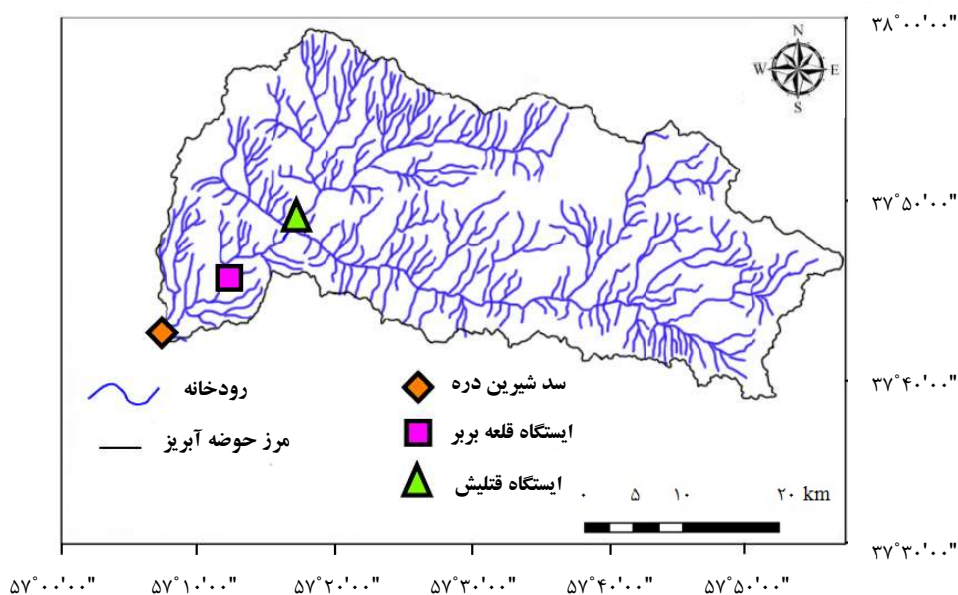 ۳۸°۰۰'۰۰"
N
W E
S
۳۷°۵۰'۰۰"
۳۷°۴۰'۰۰"
رودخانه
سد شیرین دره
مرز حوضه آبریز
ایستگاه قلعه بربر
ایستگاه قتلیش
۰ ۵ ۱۰ ۲۰ km
۳۷°۳۰'۰۰"
۵۷°۰۰'۰۰" ۵۷°۱۰'۰۰" ۵۷°۲۰'۰۰" ۵۷°۳۰'۰۰" ۵۷°۴۰'۰۰" ۵۷°۵۰'۰۰"